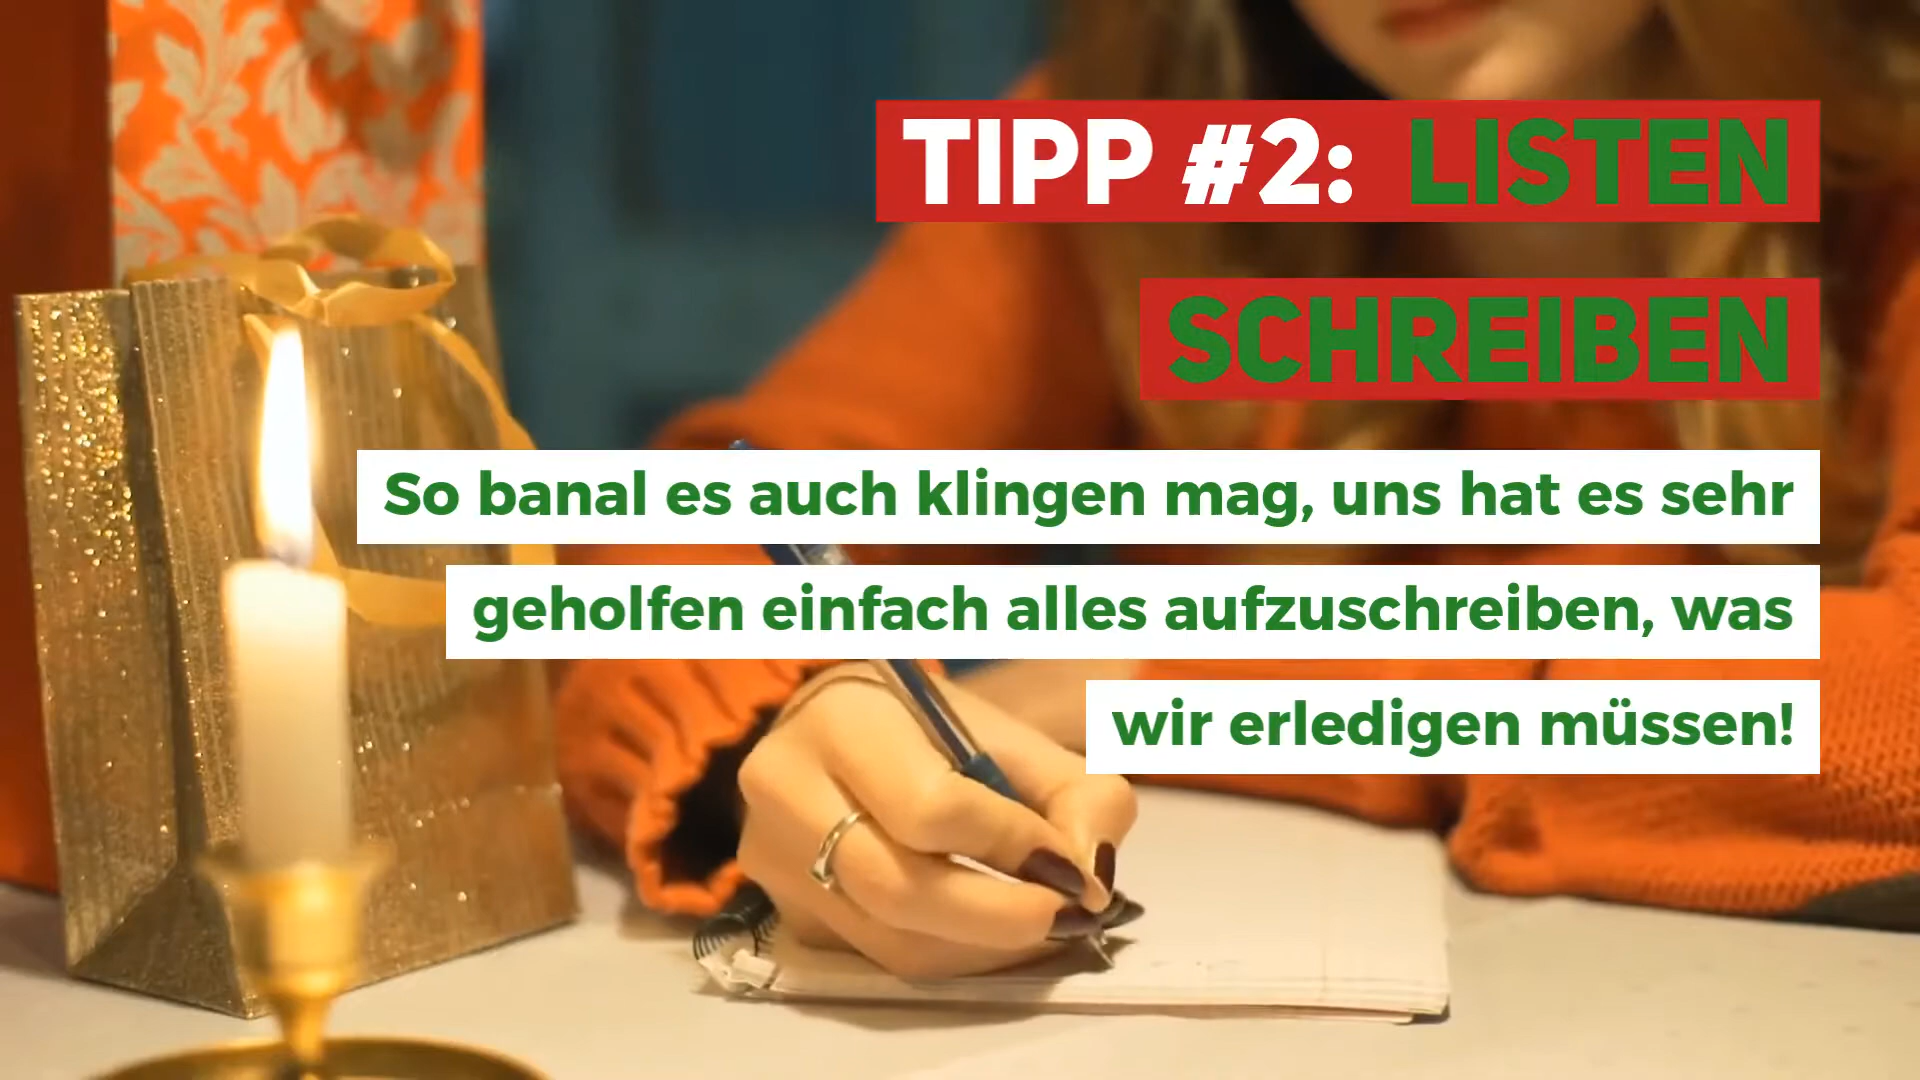 TIPP #2: LISTEN
SCHREIBEN
So banal es auch klingen mag, uns hat es sehr
geholfen einfach alles aufzuschreiben, was
wir erledigen müssen!